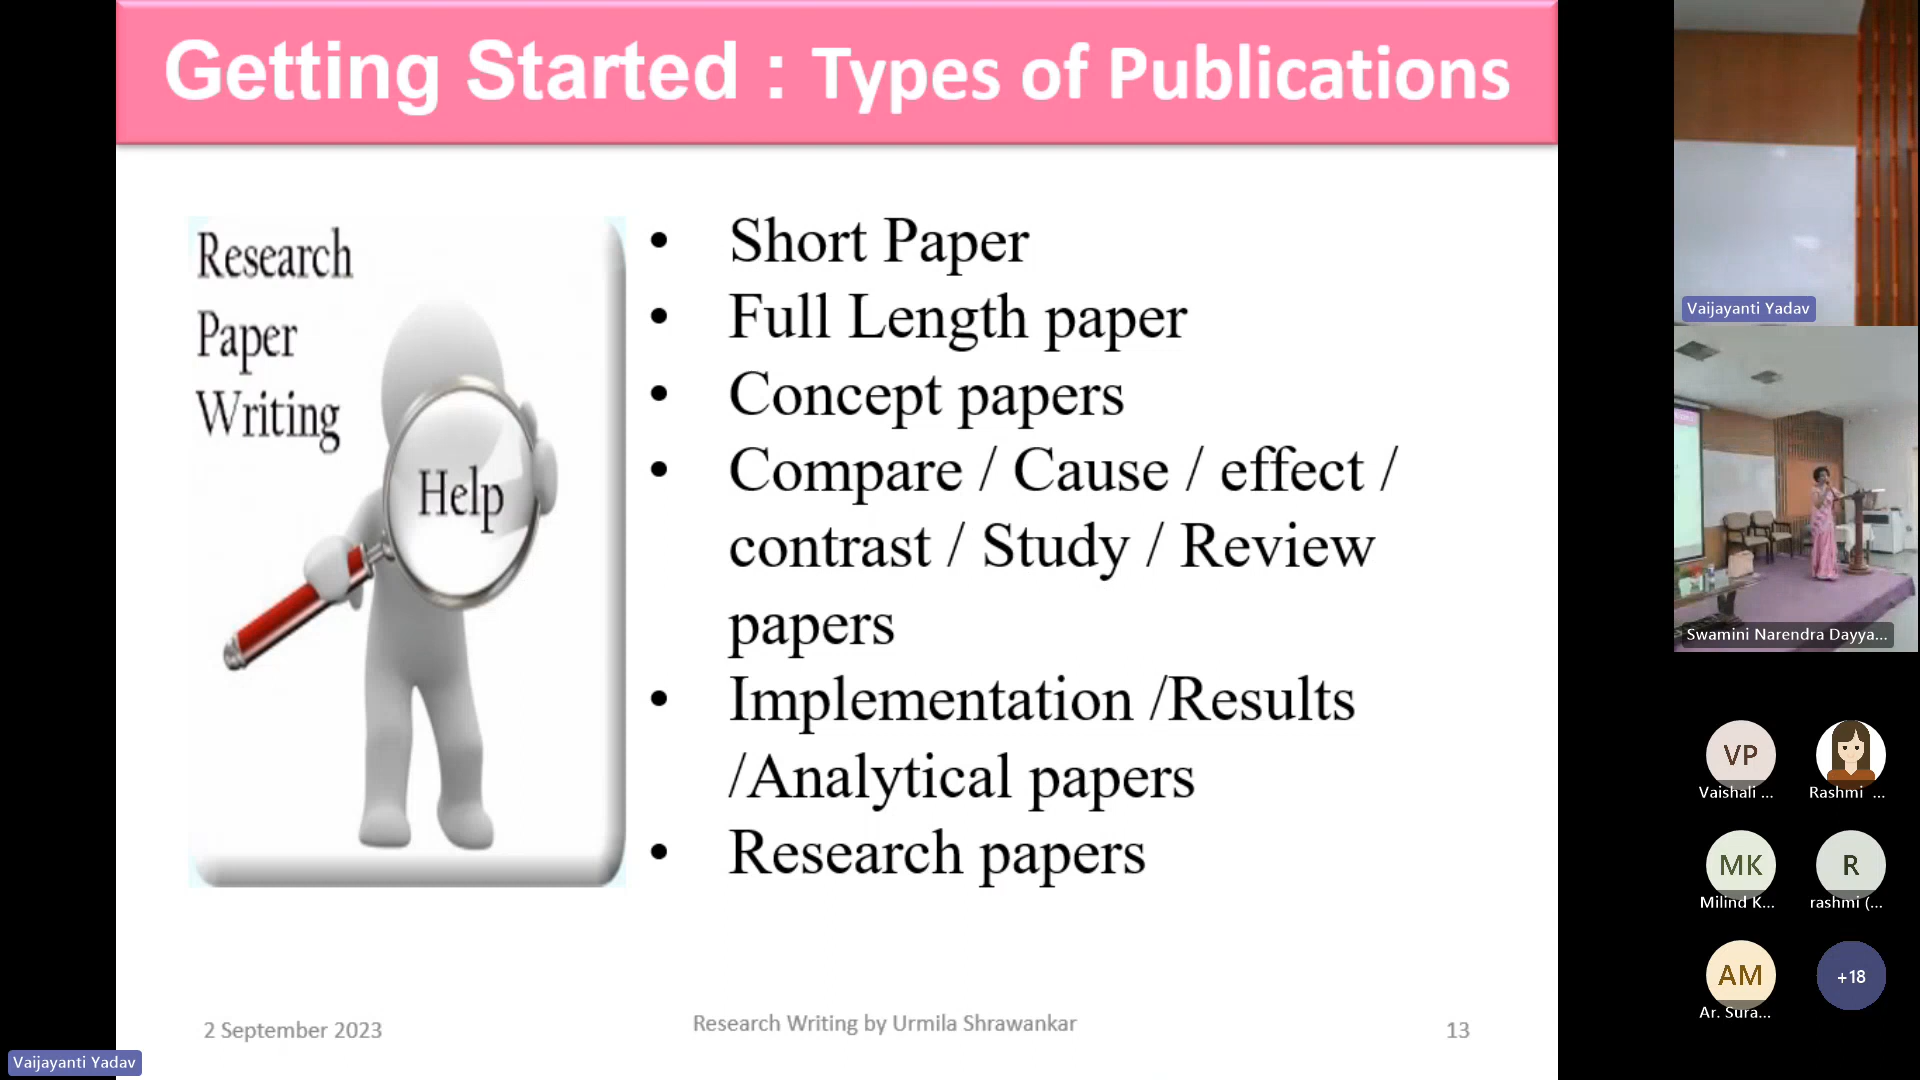 Getting Started : Types of Publications
Research
Paper
Writing
Help
• Short Paper
• Full Length paper
• Concept papers
• Compare / Cause / effect /
contrast / Study / Review
papers
• Implementation /Results
/Analytical papers
• Research papers
2 September 2023
Research Writing by Urmila Shrawankar
13
Vaijayanti Yadav
Vaijayanti Yadav
Swamini Narendra Dayya...
VP
Vaishali ...
Rashmi ...
MK
Milind K...
R
rashmi (...
AM
Ar. Sura...
+18